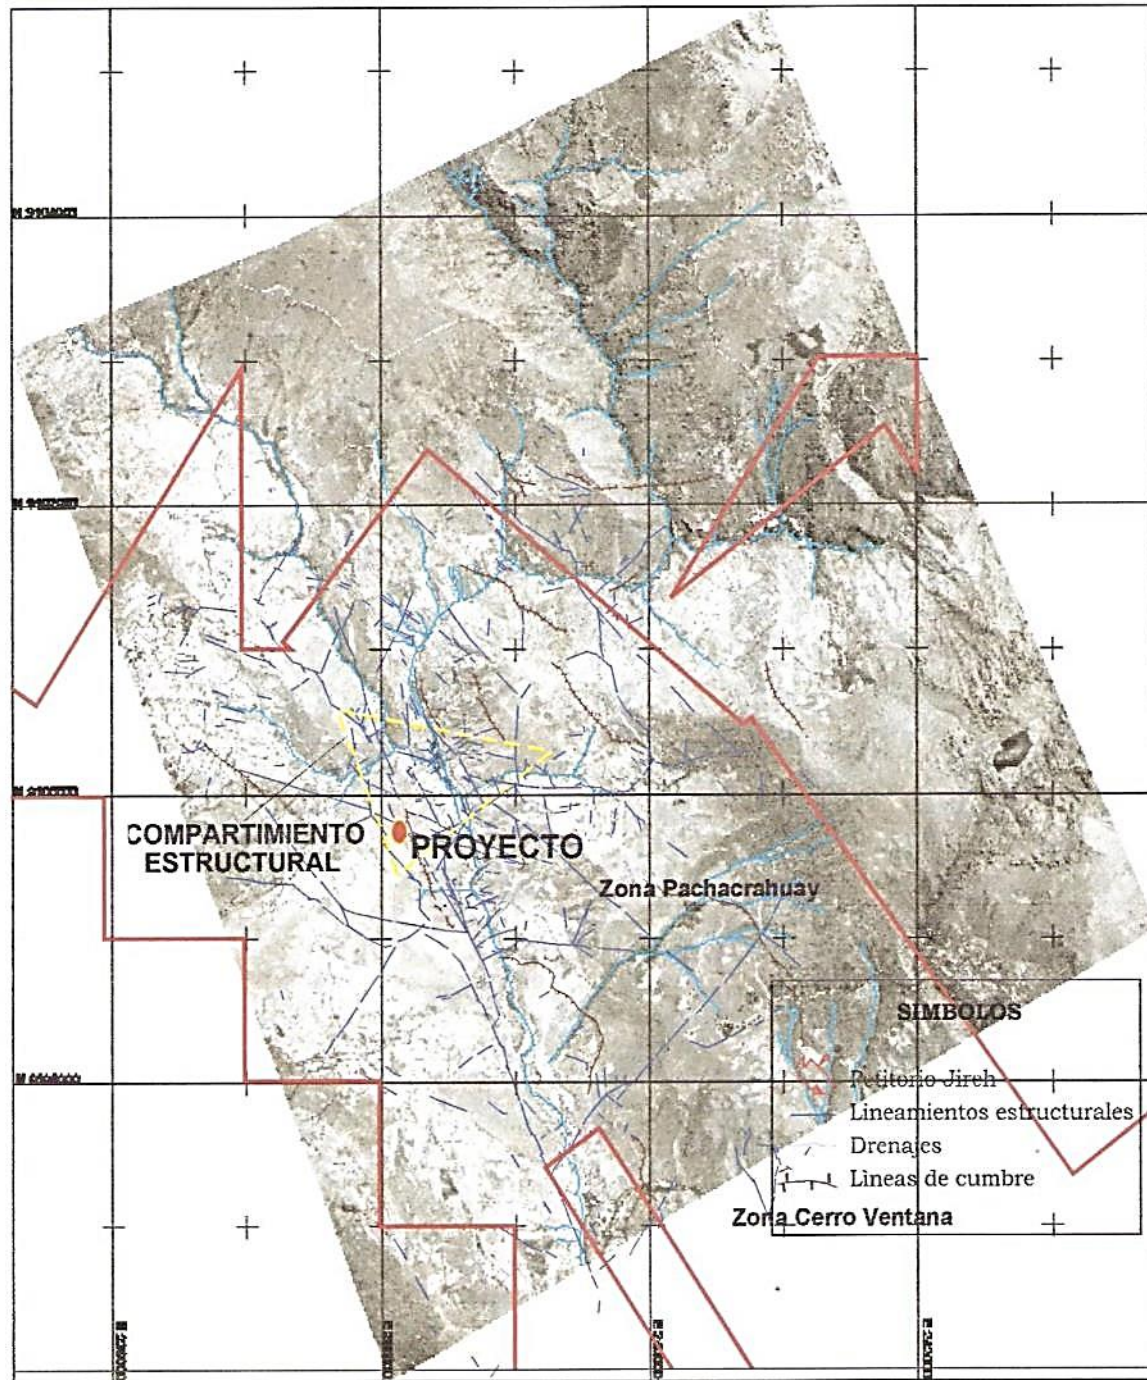 COMPARTIMIENTO
ESTRUCTURAL
PROYECTO
Zona Pachacrahuay
SIMBOLOS
Petitorio Jireh
Lineamientos estructurales
Drenajes
Lineas de cumbre
Zona Cerro Ventana